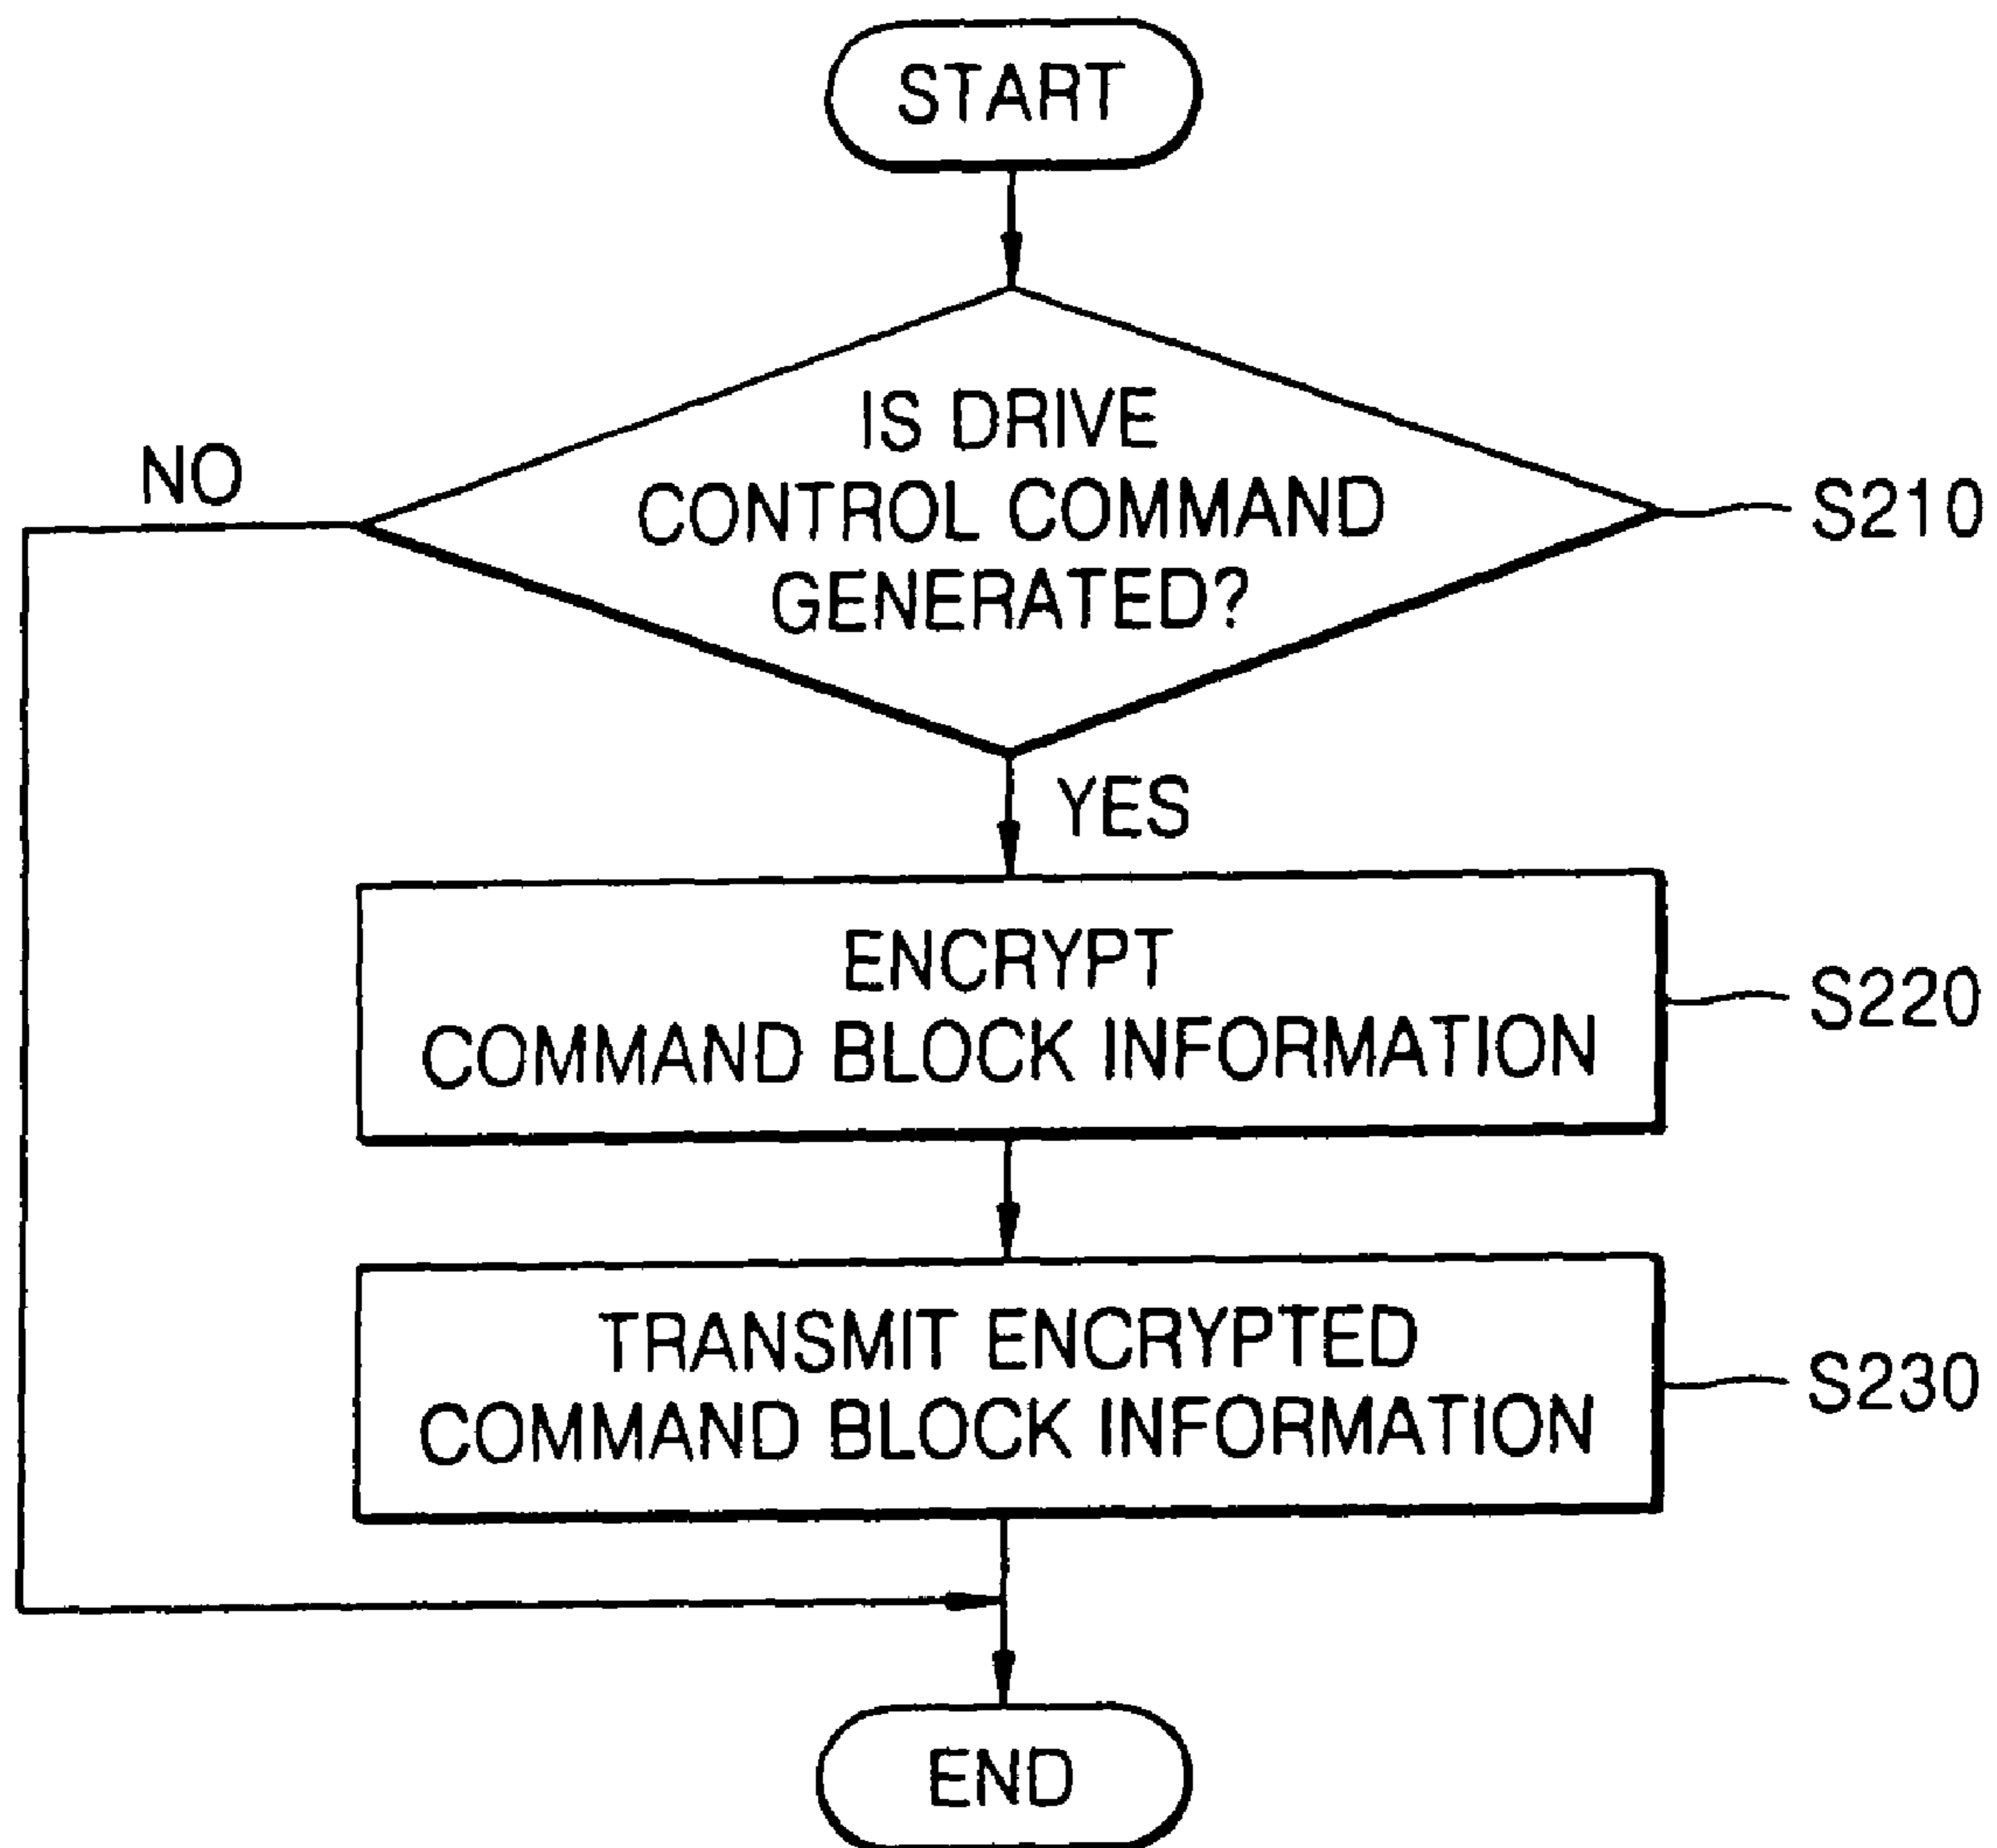 START
IS DRIVE
CONTROL COMMAND
GENERATED?
NO
S210
YES
ENCRYPT
COMMAND BLOCK INFORMATION
S220
TRANSMIT ENCRYPTED
COMMAND BLOCK INFORMATION
S230
END